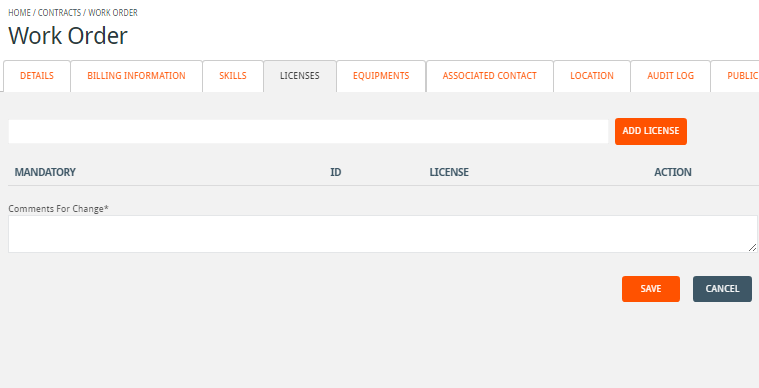 HOME / CONTRACTS / WORK ORDER
Work Order
DETAILS BILLING INFORMATION SKILLS LICENSES EQUIPMENTS ASSOCIATED CONTACT LOCATION AUDIT LOG PUBLIC
ADD LICENSE
MANDATORY ID LICENSE ACTION
Comments For Change*
SAVE CANCEL